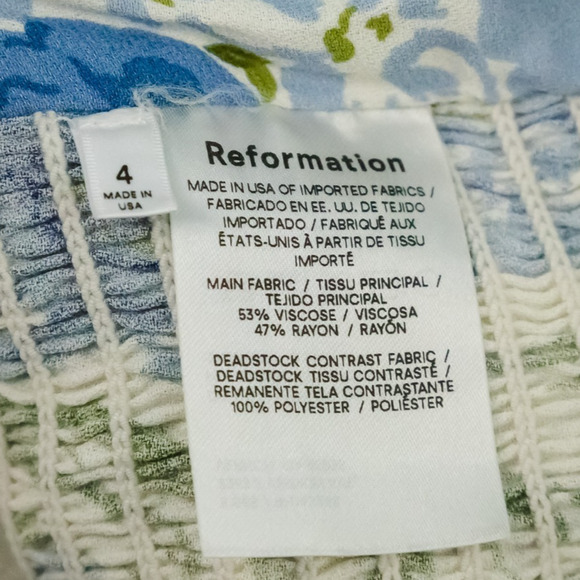 4
MADE IN
USA
Reformation
MADE IN USA OF IMPORTED FABRICS /
FABRICADO EN EE. UU. DE TEJIDO
IMPORTADO / FABRIQUÉ AUX
ÉTATS-UNIS À PARTIR DE TISSU
IMPORTÉ
MAIN FABRIC / TISSU PRINCIPAL /
TEJIDO PRINCIPAL
53% VISCOSE / VISCOSA
47% RAYON / RAYÓN
DEADSTOCK CONTRAST FABRIC /
DEADSTOCK TISSU CONTRASTÉ /
REMANENTE TELA CONTRASTANTE
100% POLYESTER / POLIÉSTER